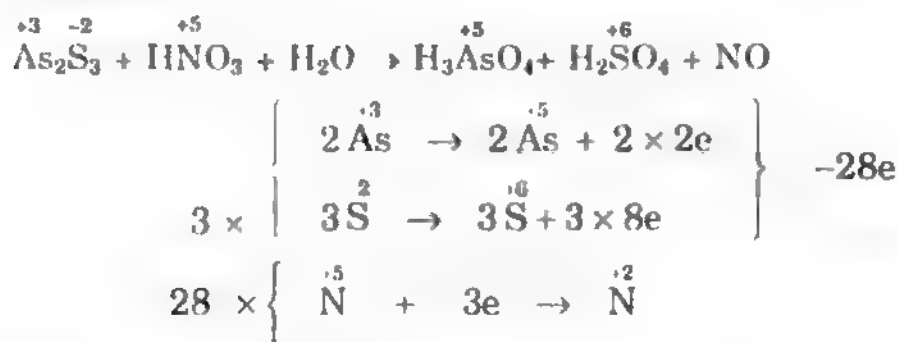 +3 -2 +5 +5 +6
As₂S₃ + HNO₃ + H₂O → H₃AsO₄ + H₂SO₄ + NO
+3 +5
2 As → 2 As + 2 × 2e
-28e
2 +6
3 × 3 S → 3 S + 3 × 8e
+5 +2
28 × { N + 3e → N